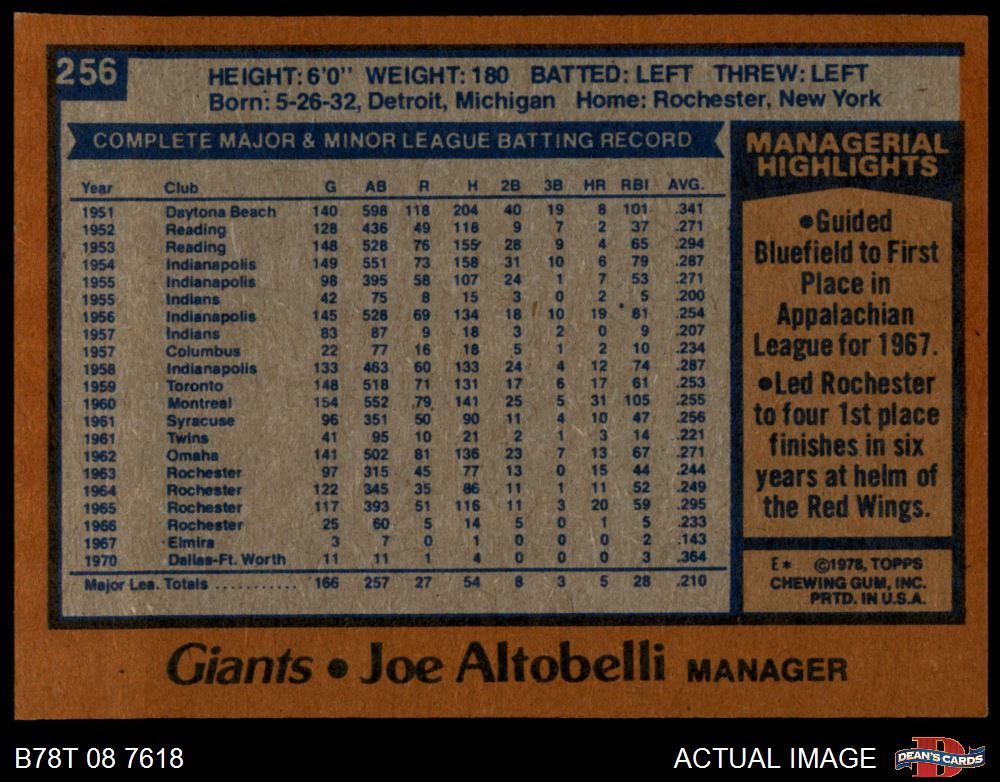 256
HEIGHT: 6'0" WEIGHT: 180 BATTED: LEFT THREW: LEFT
Born: 5-26-32, Detroit, Michigan Home: Rochester, New York
COMPLETE MAJOR & MINOR LEAGUE BATTING RECORD
Year Club G AB R H 2B 3B HR RBI AVG.
1951 Daytona Beach 140 598 118 204 40 19 8 101 .341
1952 Reading 128 436 49 118 9 7 2 37 .271
1953 Reading 148 528 76 155 28 9 4 65 .294
1954 Indianapolis 149 551 73 158 31 10 6 79 .287
1955 Indianapolis 98 395 58 107 24 1 7 53 .271
1955 Indians 42 75 8 15 3 0 2 5 .200
1956 Indianapolis 145 528 69 134 18 10 19 81 .254
1957 Indians 83 87 9 18 3 2 0 9 .207
1957 Columbus 22 77 16 18 5 1 2 10 .234
1958 Indianapolis 133 463 60 133 24 4 12 74 .287
1959 Toronto 148 518 71 131 17 6 17 61 .253
1960 Montreal 154 552 79 141 25 5 31 105 .255
1961 Syracuse 96 351 50 90 11 4 10 47 .256
1961 Twins 41 95 10 21 2 1 3 14 .221
1962 Omaha 141 502 81 136 23 7 13 67 .271
1963 Rochester 97 315 45 77 13 0 15 44 .244
1964 Rochester 122 345 35 86 11 1 11 52 .249
1965 Rochester 117 393 51 116 11 3 20 59 .295
1966 Rochester 25 60 5 14 5 0 1 5 .233
1967 Elmira 3 7 0 1 0 0 0 2 .143
1970 Dallas-Ft. Worth 11 11 1 4 0 0 0 3 .364
Major Lea. Totals .......... 166 257 27 54 8 3 5 28 .210
MANAGERIAL
HIGHLIGHTS
•Guided
Bluefield to First
Place in
Appalachian
League for 1967.
•Led Rochester
to four 1st place
finishes in six
years at helm of
the Red Wings.
E* ©1978, TOPPS
CHEWING GUM, INC.
PRTD. IN U.S.A.
Giants • Joe Altobelli MANAGER
B78T 08 7618
ACTUAL IMAGE
D
DEAN'S CARDS